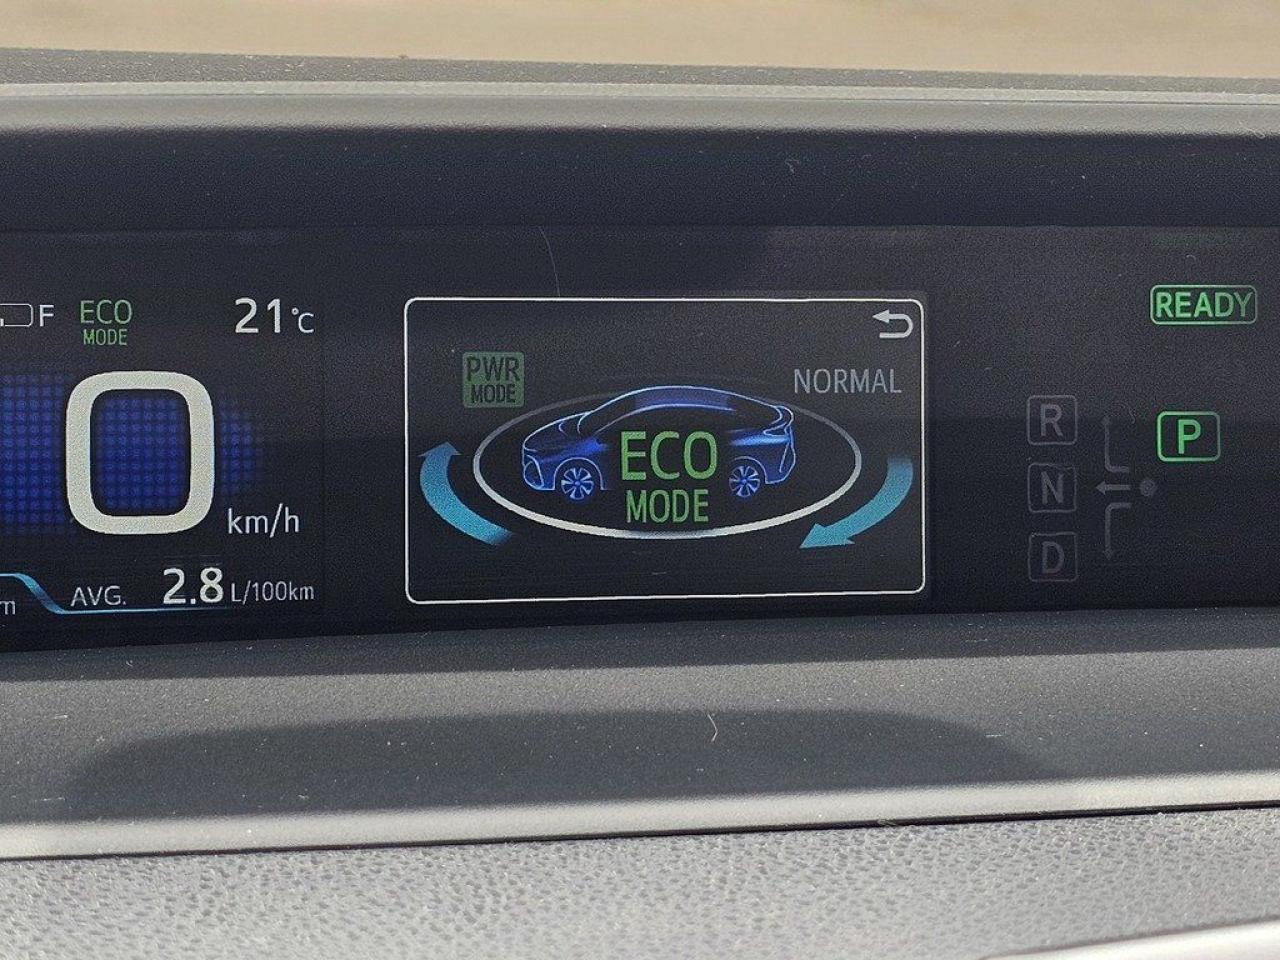 F
ECO
MODE
21°C
0
km/h
m
AVG. 2.8 L/100km
PWR
MODE
NORMAL
ECO
MODE
READY
R
N
D
P